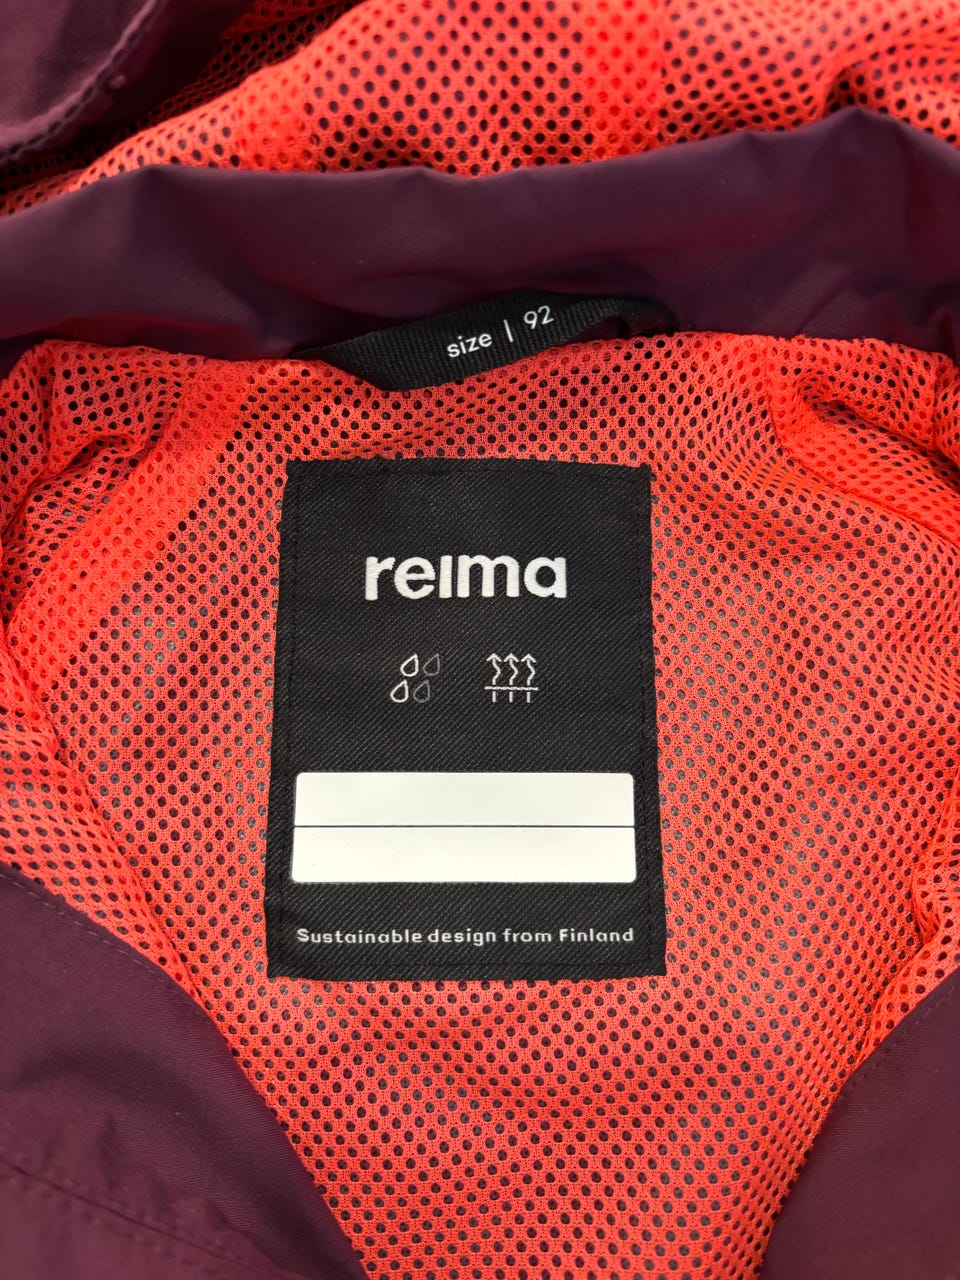 size | 92
reima
Sustainable design from Finland